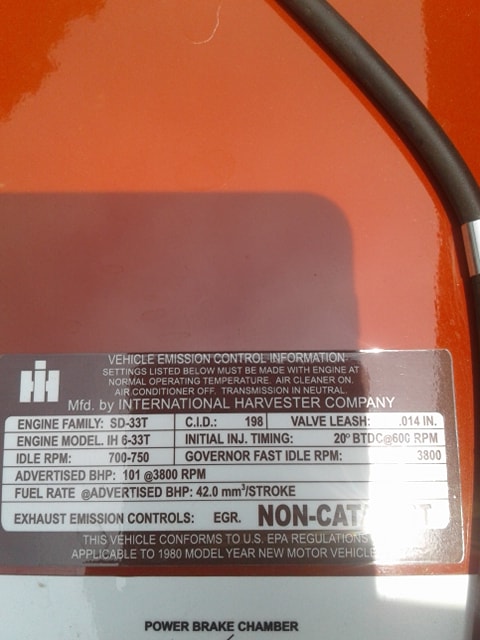 IH
VEHICLE EMISSION CONTROL INFORMATION
SETTINGS LISTED BELOW MUST BE MADE WITH ENGINE AT
NORMAL OPERATING TEMPERATURE. AIR CLEANER ON.
AIR CONDITIONER OFF. TRANSMISSION IN NEUTRAL.
Mfd. by INTERNATIONAL HARVESTER COMPANY
ENGINE FAMILY: SD-33T C.I.D.: 198 VALVE LEASH: .014 IN.
ENGINE MODEL. IH 6-33T INITIAL INJ. TIMING: 20° BTDC@600 RPM
IDLE RPM: 700-750 GOVERNOR FAST IDLE RPM: 3800
ADVERTISED BHP: 101 @3800 RPM
FUEL RATE @ADVERTISED BHP: 42.0 mm³/STROKE
EXHAUST EMISSION CONTROLS: EGR.
THIS VEHICLE CONFORMS TO U.S. EPA REGULATIONS
APPLICABLE TO 1980 MODEL YEAR NEW MOTOR VEHICLE
POWER BRAKE CHAMBER